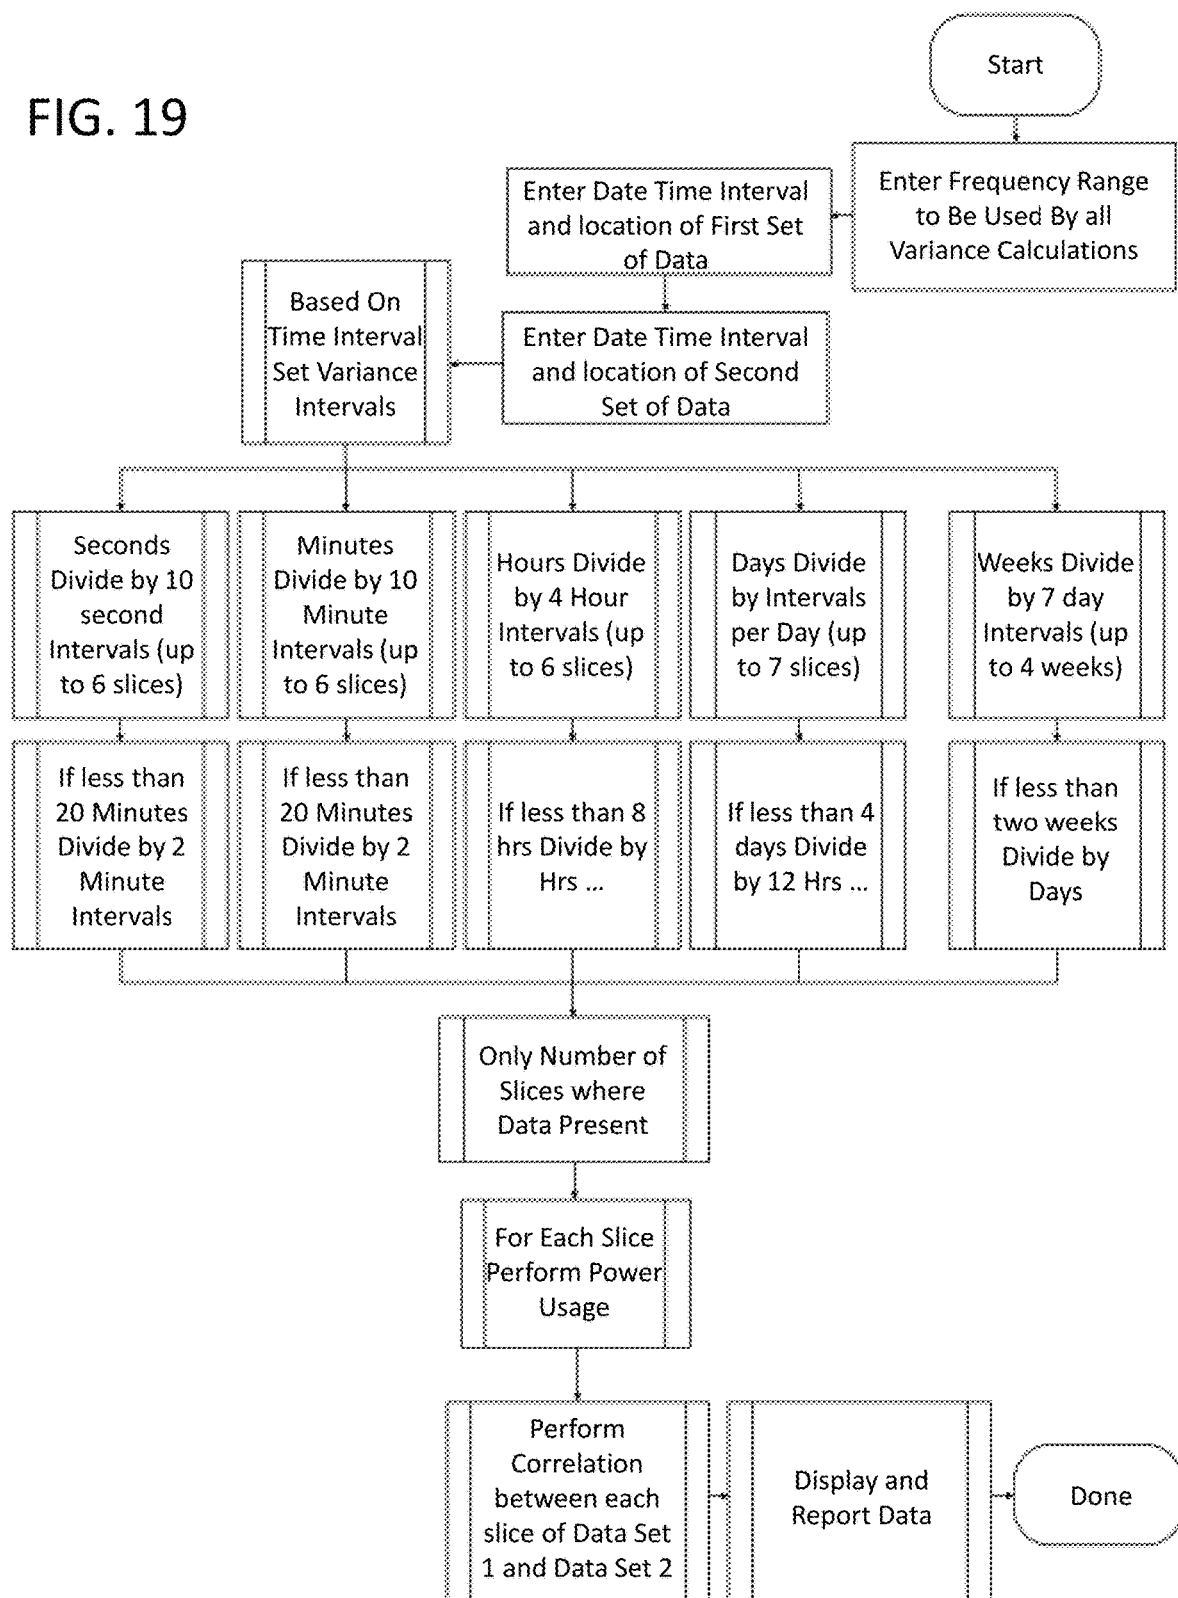 FIG. 19
Start
Enter Frequency Range
to Be Used By all
Variance Calculations
Enter Date Time Interval
and location of First Set
of Data
Enter Date Time Interval
and location of Second
Set of Data
Based On
Time Interval
Set Variance
Intervals
Seconds
Divide by 10
second
Intervals (up
to 6 slices)
Minutes
Divide by 10
Minute
Intervals (up
to 6 slices)
Hours Divide
by 4 Hour
Intervals (up
to 6 slices)
Days Divide
by Intervals
per Day (up
to 7 slices)
Weeks Divide
by 7 day
Intervals (up
to 4 weeks)
If less than
20 Minutes
Divide by 2
Minute
Intervals
If less than
20 Minutes
Divide by 2
Minute
Intervals
If less than 8
hrs Divide by
Hrs ...
If less than 4
days Divide
by 12 Hrs ...
If less than
two weeks
Divide by
Days
Only Number of
Slices where
Data Present
For Each Slice
Perform Power
Usage
Perform
Correlation
between each
slice of Data Set
1 and Data Set 2
Display and
Report Data
Done